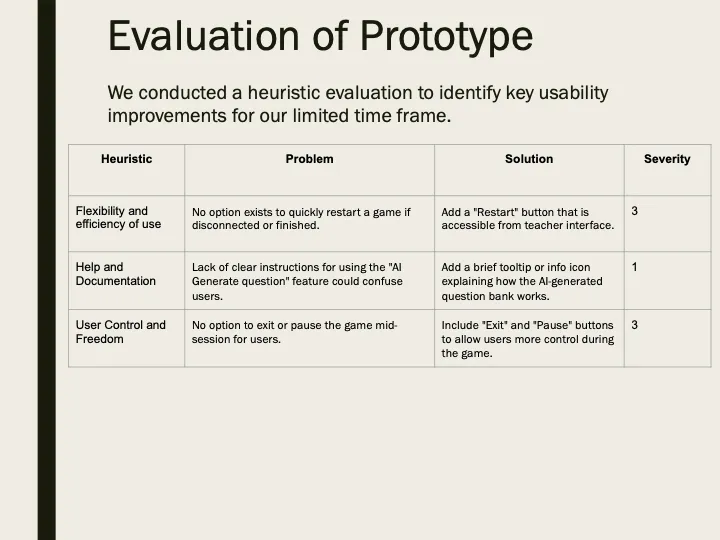 Evaluation of Prototype
We conducted a heuristic evaluation to identify key usability
improvements for our limited time frame.
Heuristic
Problem
Solution
Severity
Flexibility and
efficiency of use
No option exists to quickly restart a game if
disconnected or finished.
Add a "Restart" button that is
accessible from teacher interface.
3
Help and
Documentation
Lack of clear instructions for using the "AI
Generate question" feature could confuse
users.
Add a brief tooltip or info icon
explaining how the AI-generated
question bank works.
1
User Control and
Freedom
No option to exit or pause the game mid-
session for users.
Include "Exit" and "Pause" buttons
to allow users more control during
the game.
3